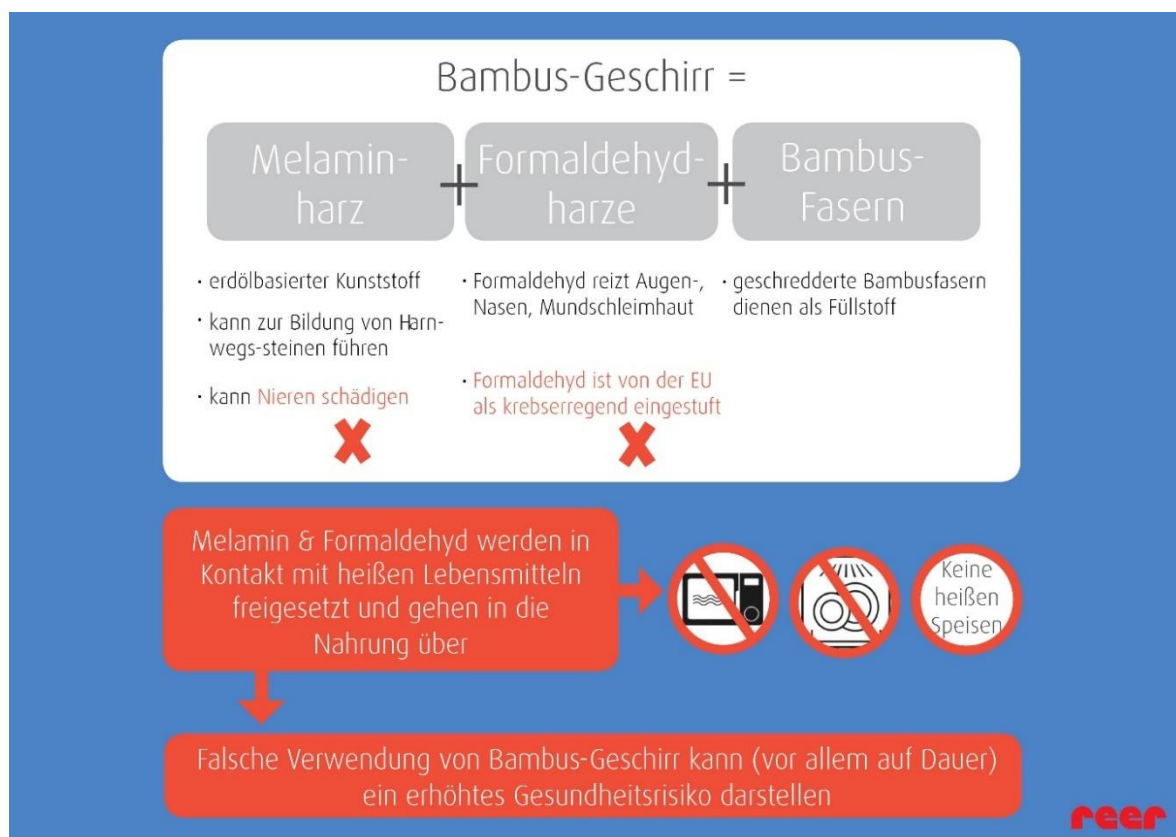 Bambus-Geschirr =
Melamin-
harz
+
Formaldehyd-
harze
+
Bambus-
Fasern
· erdölbasierter Kunststoff
· kann zur Bildung von Harn-
wegs-steinen führen
· kann Nieren schädigen
· Formaldehyd reizt Augen-,
Nasen, Mundschleimhaut
· Formaldehyd ist von der EU
als krebserregend eingestuft
· geschredderte Bambusfasern
dienen als Füllstoff
Melamin & Formaldehyd werden in
Kontakt mit heißen Lebensmitteln
freigesetzt und gehen in die
Nahrung über
Keine
heißen
Speisen
Falsche Verwendung von Bambus-Geschirr kann (vor allem auf Dauer)
ein erhöhtes Gesundheitsrisiko darstellen
reer